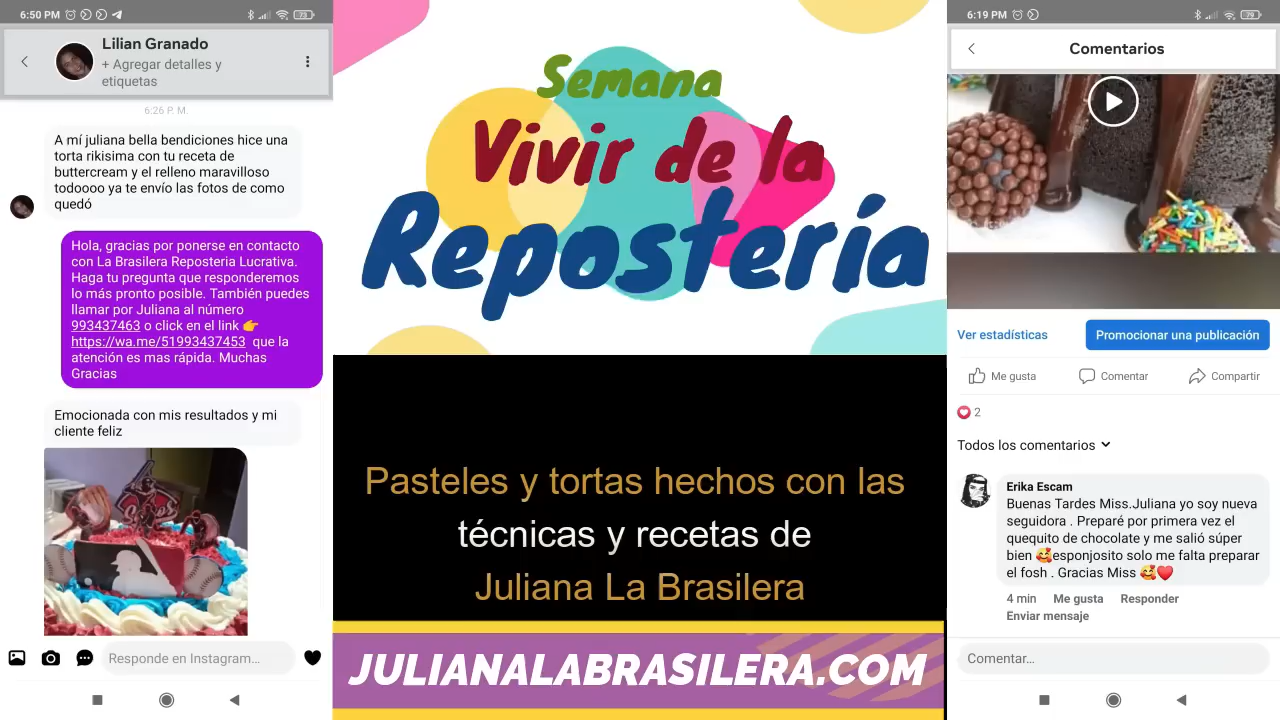 6:50 PM
73
Lilian Granado
+ Agregar detalles y
etiquetas
6:26 P. M.
A mí juliana bella bendiciones hice una
torta rikisima con tu receta de
buttercream y el relleno maravilloso
todoooo ya te envío las fotos de como
quedó
Hola, gracias por ponerse en contacto
con La Brasilera Reposteria Lucrativa.
Haga tu pregunta que responderemos
lo más pronto posible. También puedes
llamar por Juliana al número
993437463 o click en el link 👉
https://wa.me/51993437453 que la
atención es mas rápida. Muchas
Gracias
Emocionada con mis resultados y mi
cliente feliz
Responde en Instagram...
Semana
Vivir de la
Repostería
Pasteles y tortas hechos con las
técnicas y recetas de
Juliana La Brasilera
JULIANALABRASILERA.COM
6:19 PM
79
Comentarios
Ver estadísticas
Promocionar una publicación
Me gusta
Comentar
Compartir
2
Todos los comentarios
Erika Escam
Buenas Tardes Miss.Juliana yo soy nueva
seguidora . Preparé por primera vez el
quequito de chocolate y me salió súper
bien 🥰esponjosito solo me falta preparar
el fosh . Gracias Miss 🥰♥️
4 min Me gusta Responder
Enviar mensaje
Comentar...